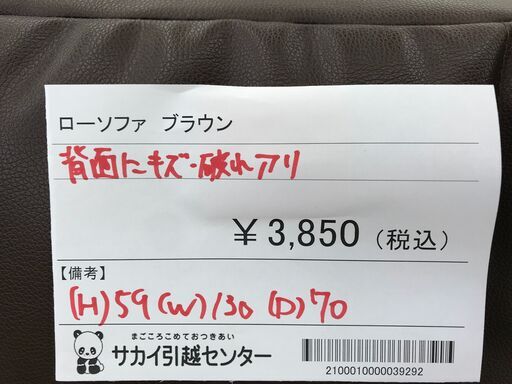 ローソファ ブラウン
背面にキズ・破れアリ
¥3,850（税込）
【備考】
(H)59(W)130(D)70
まごころこめておつきあい
サカイ引越センター
2100010000039292